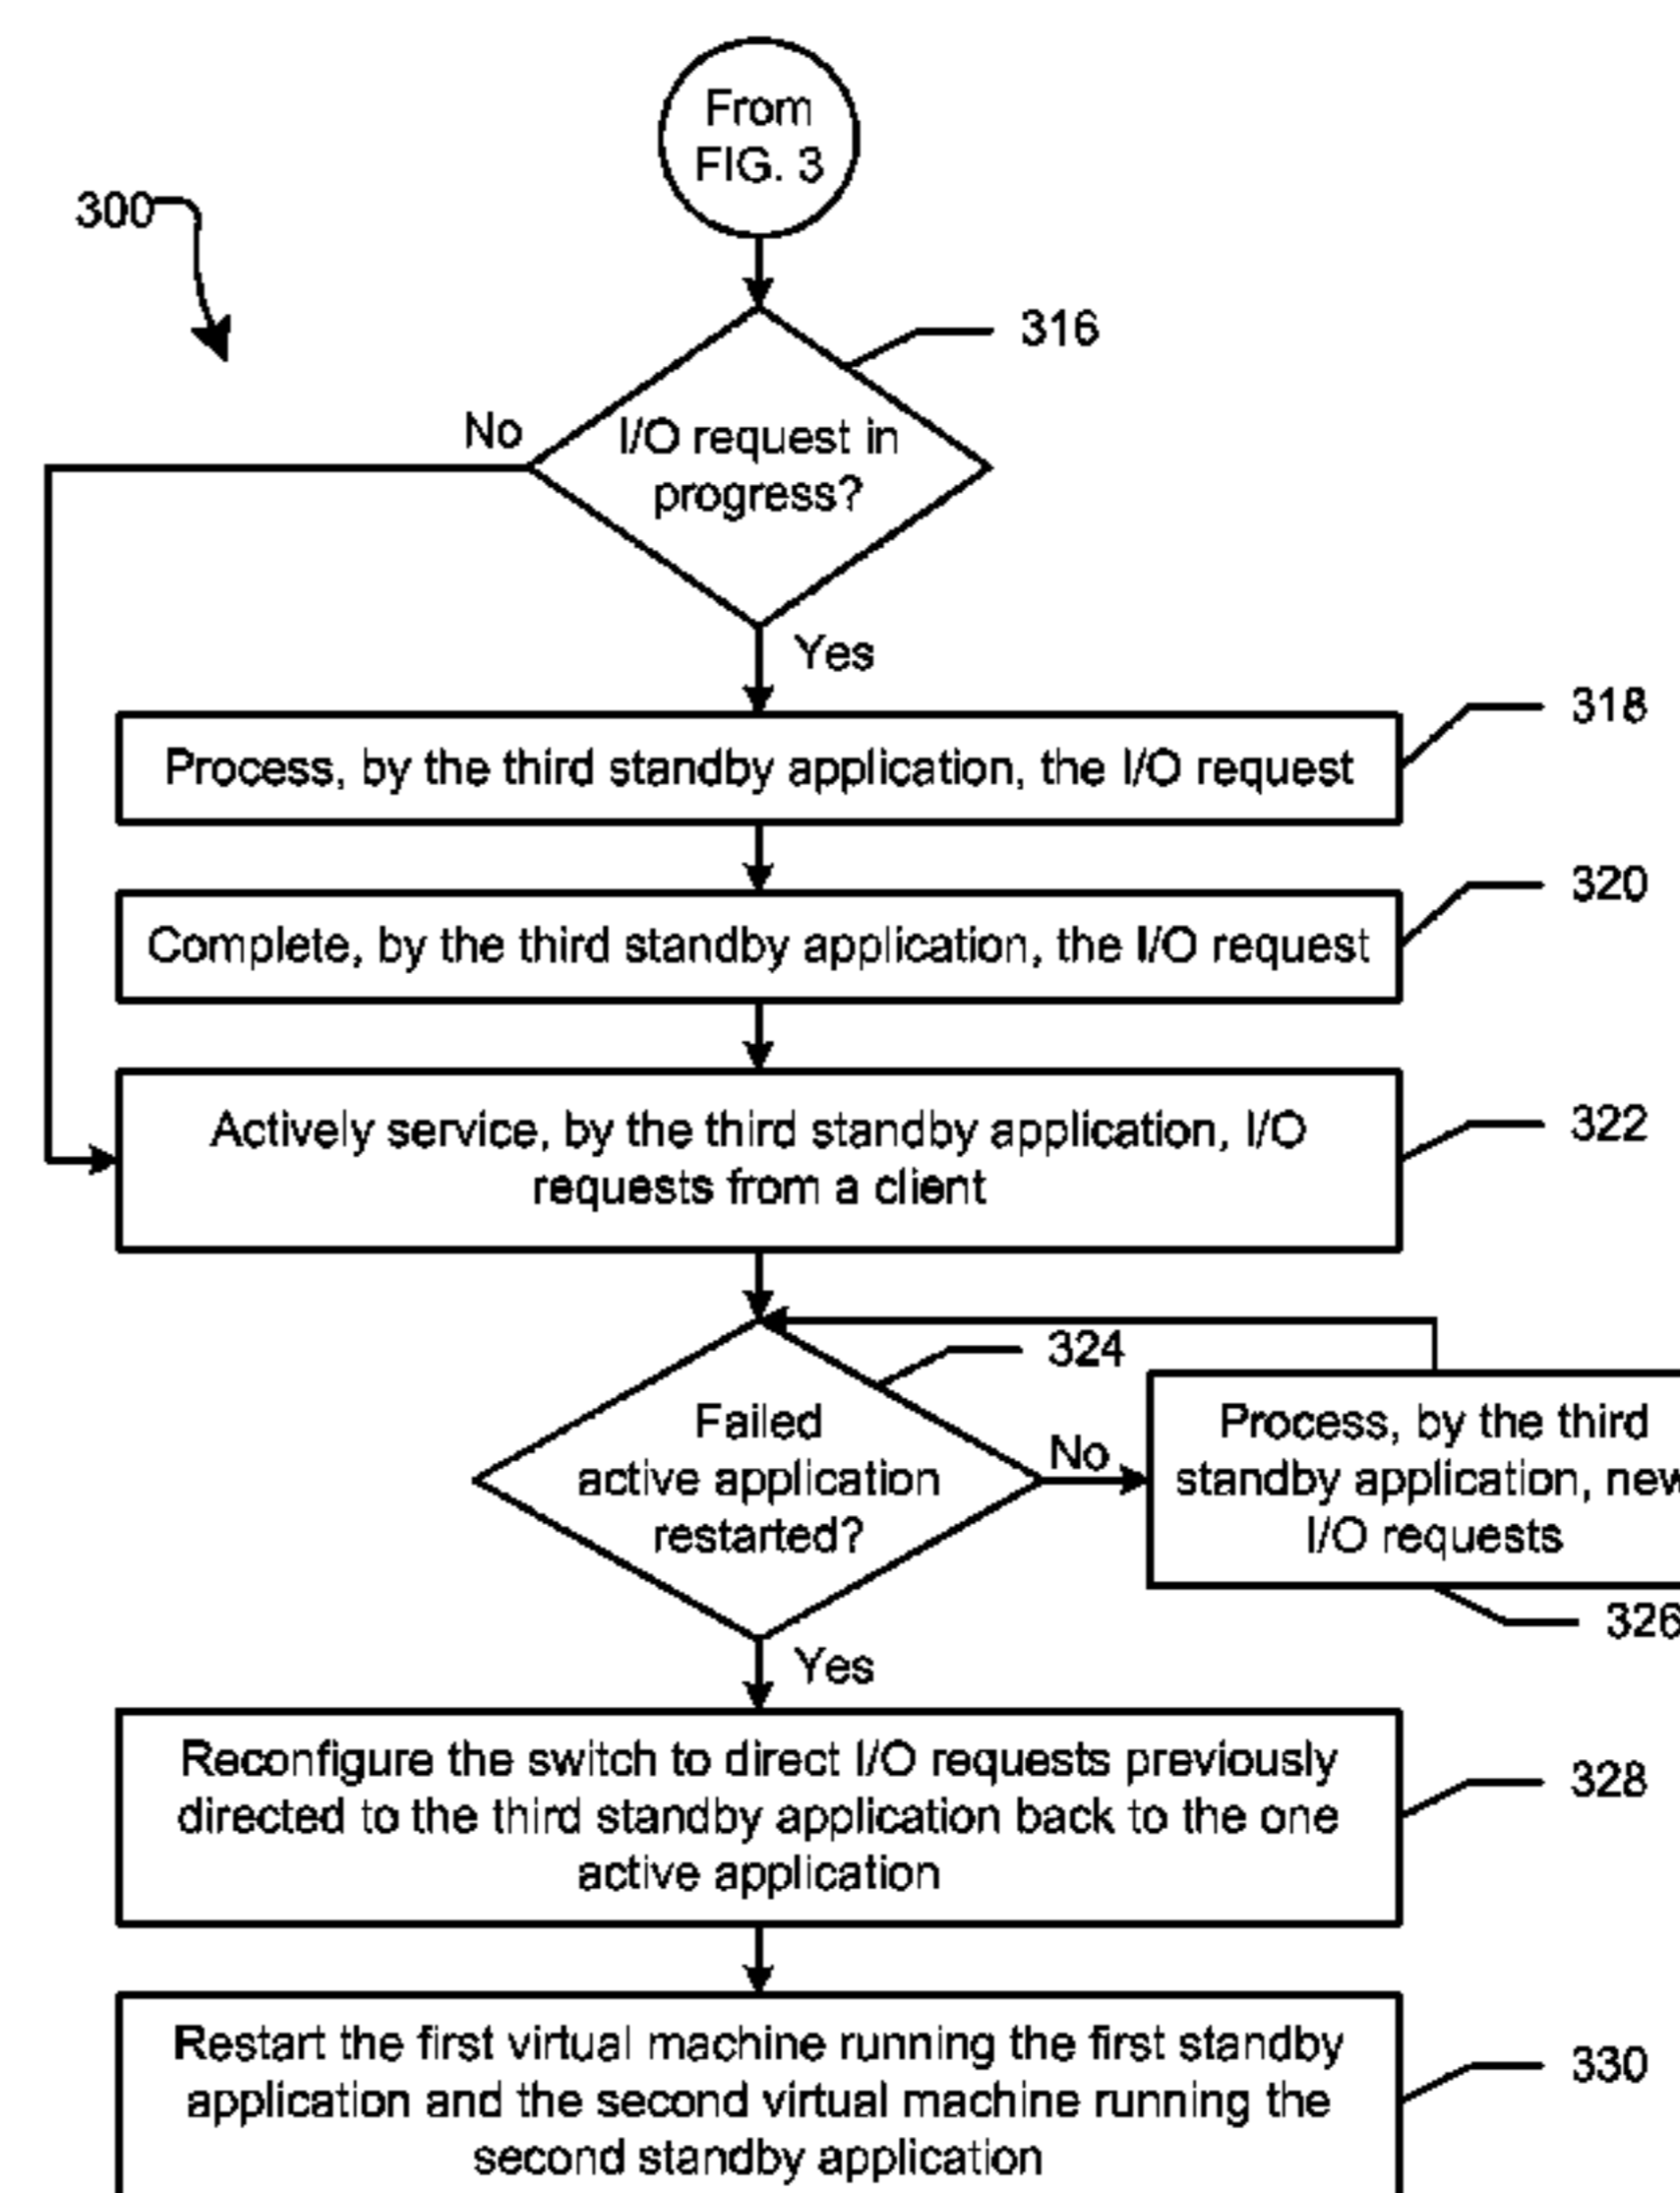 From
FIG. 3
300
316
No
I/O request in
progress?
Yes
318
Process, by the third standby application, the I/O request
320
Complete, by the third standby application, the I/O request
322
Actively service, by the third standby application, I/O
requests from a client
324
Failed
active application
restarted?
No
Process, by the third
standby application, new
I/O requests
326
Yes
Reconfigure the switch to direct I/O requests previously
directed to the third standby application back to the one
active application
328
Restart the first virtual machine running the first standby
application and the second virtual machine running the
second standby application
330